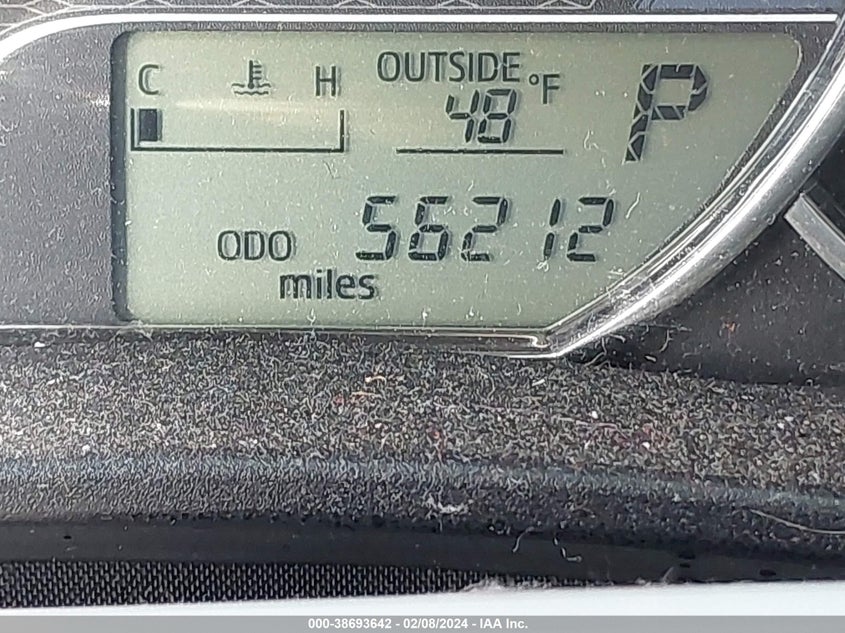 C H
OUTSIDE
48 °F
P
ODO 56212
miles
000-38693642 - 02/08/2024 - IAA Inc.